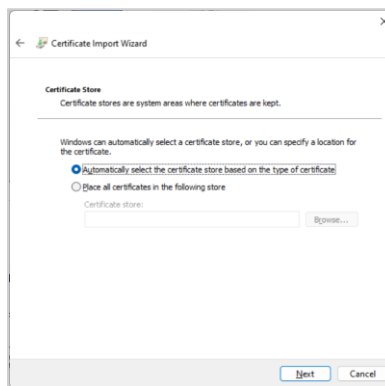 Certificate Import Wizard
Certificate Store
Certificate stores are system areas where certificates are kept.
Windows can automatically select a certificate store, or you can specify a location for
the certificate.
Automatically select the certificate store based on the type of certificate
Place all certificates in the following store
Certificate store:
Browse...
Next
Cancel